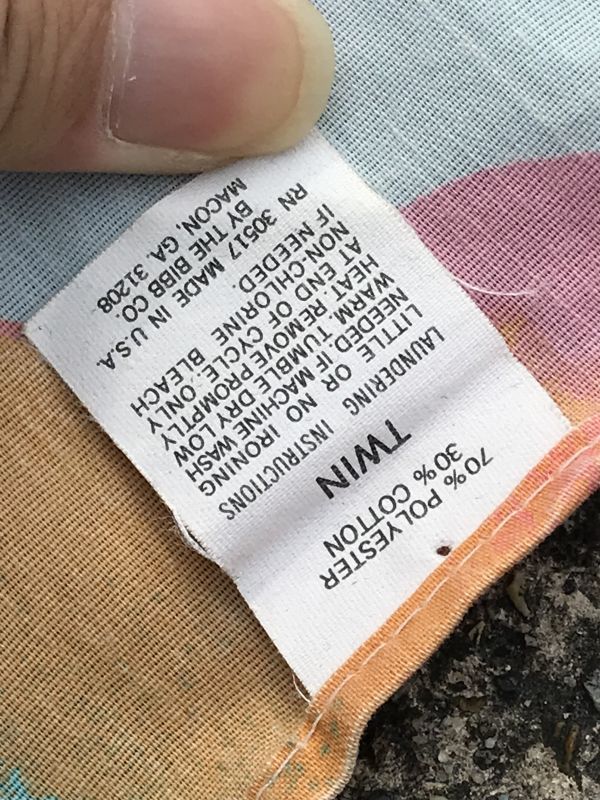 70% POLYESTER
30% COTTON
TWIN
LAUNDERING INSTRUCTIONS
LITTLE OR NO IRONING
NEEDED IF MACHINE WASH
WARM. TUMBLE DRY LOW
HEAT. REMOVE PROMPTLY
AT END OF CYCLE. ONLY
NON-CHLORINE BLEACH
IF NEEDED.
RN 30517 MADE IN U.S.A.
BY THE BIBB CO.
MACON, GA. 31208